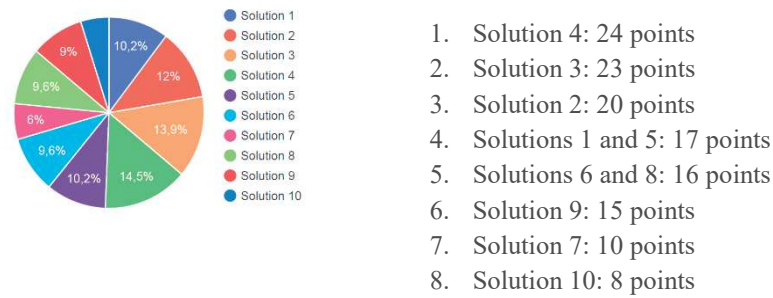 10,2%
12%
13,9%
14,5%
10,2%
9,6%
6%
9,6%
9%
Solution 1
Solution 2
Solution 3
Solution 4
Solution 5
Solution 6
Solution 7
Solution 8
Solution 9
Solution 10
1. Solution 4: 24 points
2. Solution 3: 23 points
3. Solution 2: 20 points
4. Solutions 1 and 5: 17 points
5. Solutions 6 and 8: 16 points
6. Solution 9: 15 points
7. Solution 7: 10 points
8. Solution 10: 8 points